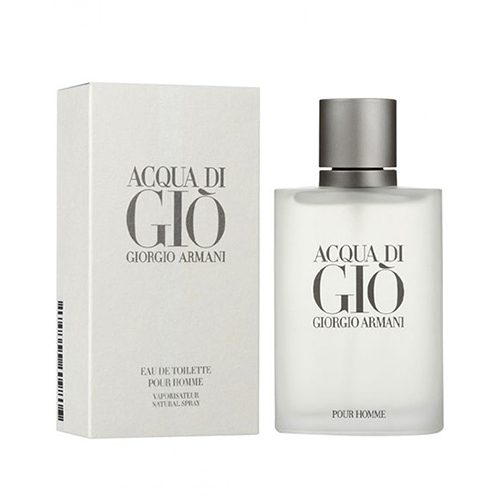 ACQUA DI
GIÒ
GIORGIO ARMANI
EAU DE TOILETTE
POUR HOMME
VAPORISATEUR
NATURAL SPRAY
ACQUA DI
GIÒ
GIORGIO ARMANI
POUR HOMME